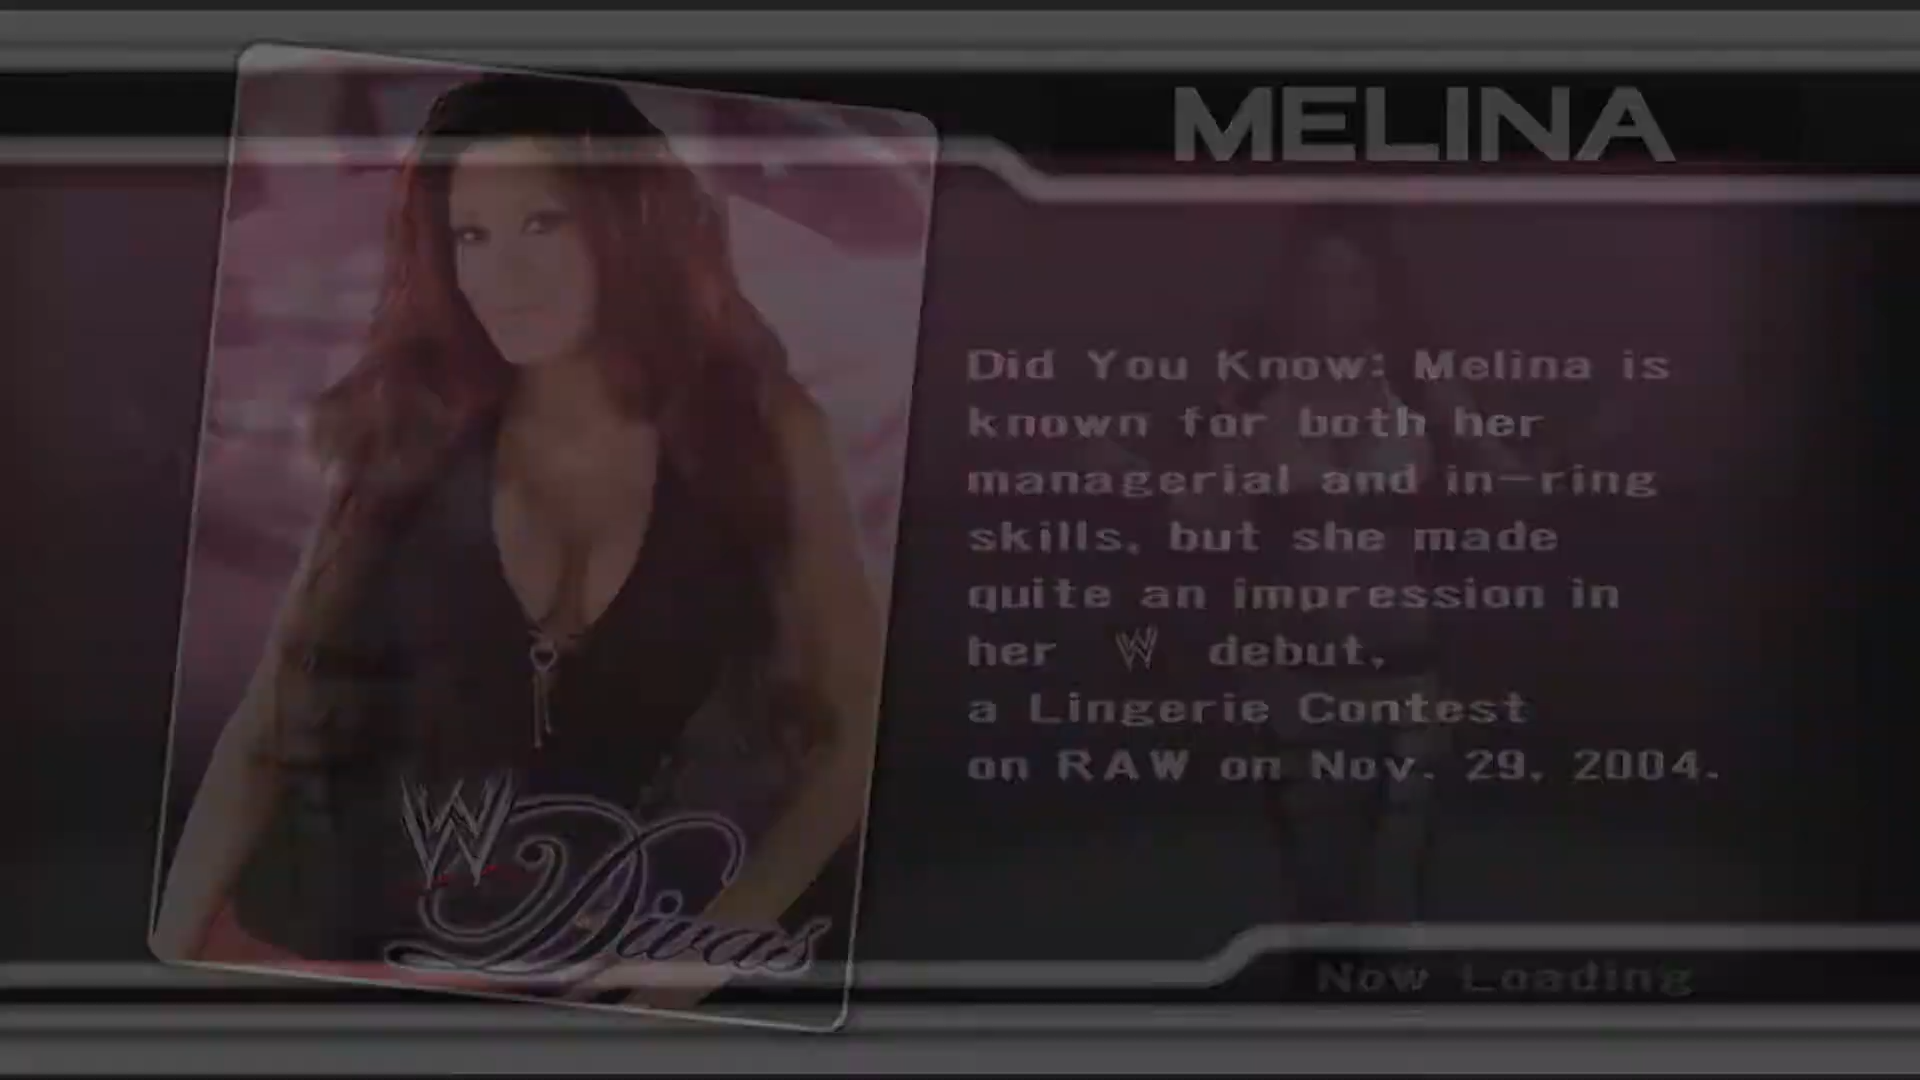 MELINA
Did You Know: Melina is
known for both her
managerial and in-ring
skills, but she made
quite an impression in
her W debut,
a Lingerie Contest
on RAW on Nov. 29, 2004.
W
Divas
Now Loading